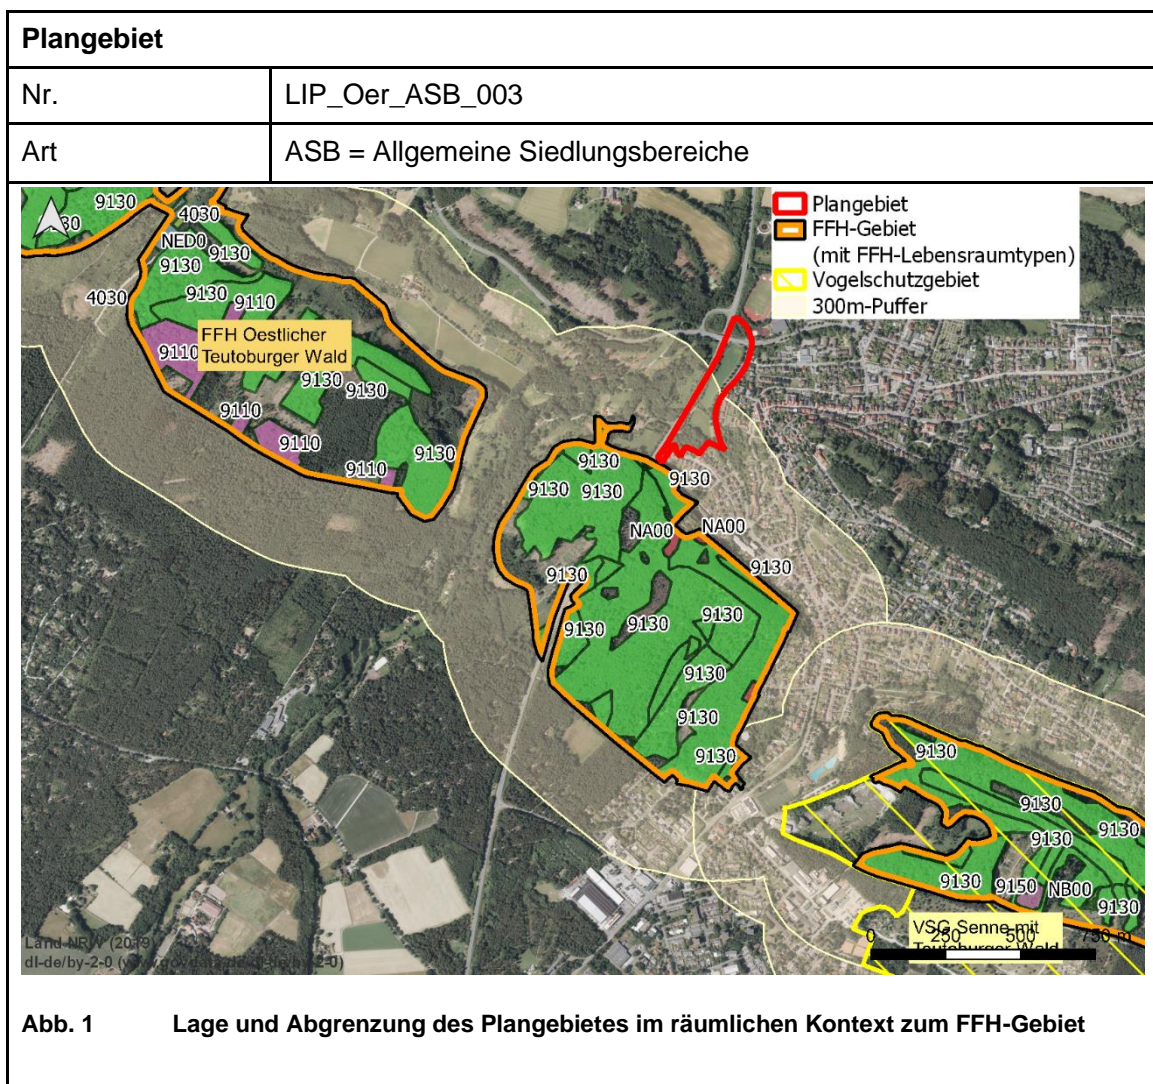 Plangebiet
Nr. LIP_Oer_ASB_003
Art ASB = Allgemeine Siedlungsbereiche
Plangebiet
FFH-Gebiet
(mit FFH-Lebensraumtypen)
Vogelschutzgebiet
300m-Puffer
9130
4030
NED0
9130
9130
4030
9130
9110
FFH Oestlicher
Teutoburger Wald
9110
9130
9130
9110
9110
9130
9110
9130
9130
9130
9130
NA00
NA00
9130
9130
9130
9130
9130
9130
9130
9130
9130
9130
9130
9130
9130
9150
NB00
9130
VSG Senne mit
Teutoburger Wald
0 250 500 750 m
Land NRW (2019)
dl-de/by-2-0
Abb. 1 Lage und Abgrenzung des Plangebietes im räumlichen Kontext zum FFH-Gebiet